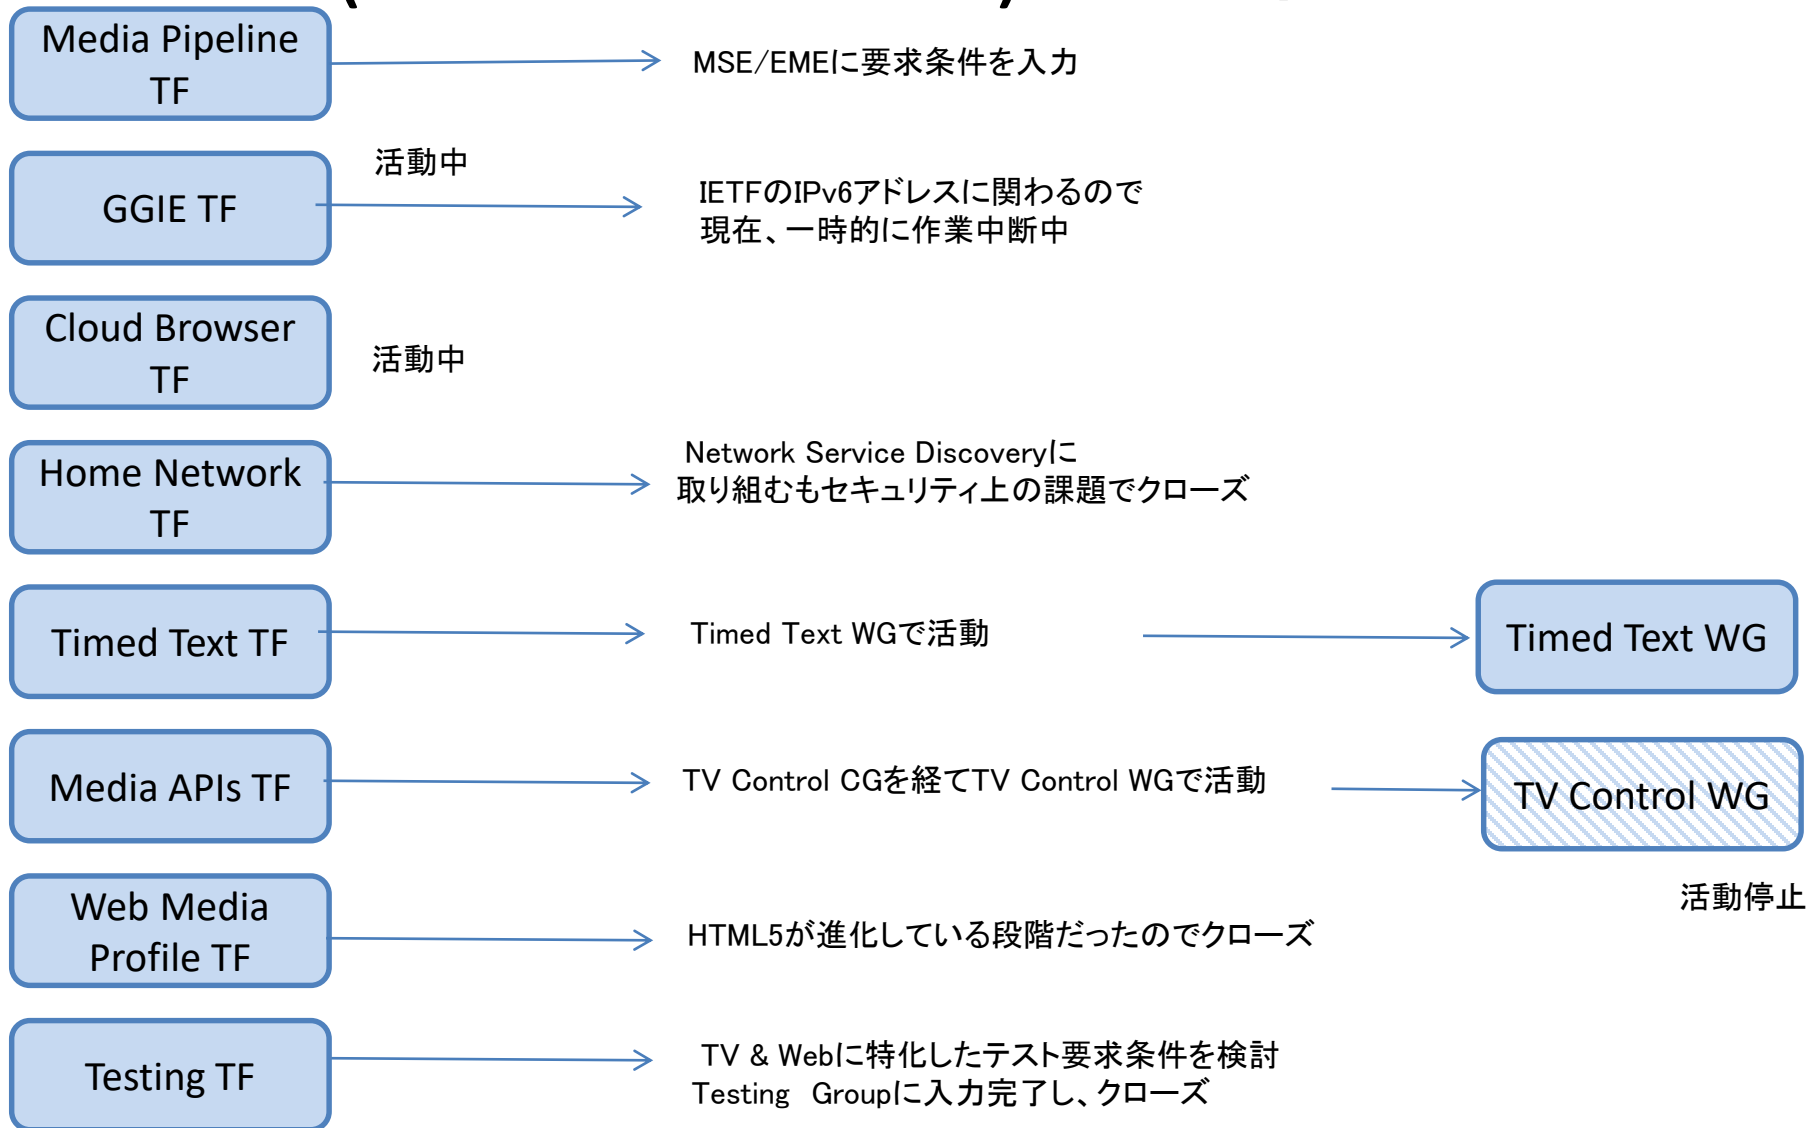 Media Pipeline
TF
MSE/EMEに要求条件を入力
活動中
GGIE TF
IETFのIPv6アドレスに関わるので
現在、一時的に作業中断中
Cloud Browser
TF
活動中
Home Network
TF
Network Service Discoveryに
取り組むもセキュリティ上の課題でクローズ
Timed Text TF
Timed Text WGで活動
Timed Text WG
Media APIs TF
TV Control CGを経てTV Control WGで活動
TV Control WG
活動停止
Web Media
Profile TF
HTML5が進化している段階だったのでクローズ
Testing TF
TV & Webに特化したテスト要求条件を検討
Testing　Groupに入力完了し、クローズ